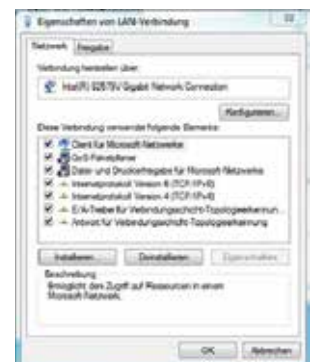 Eigenschaften von LAN-Verbindung
Netzwerk Freigabe
Verbindung herstellen über:
Intel(R) 82579V Gigabit Network Connection
Konfigurieren...
Diese Verbindung verwendet folgende Elemente:
Client für Microsoft-Netzwerke
QoS-Paketplaner
Datei- und Druckerfreigabe für Microsoft-Netzwerke
Internetprotokoll Version 6 (TCP/IPv6)
Internetprotokoll Version 4 (TCP/IPv4)
E/A-Treiber für Verbindungsschicht-Topologieerkennun...
Antwort für Verbindungsschicht-Topologieerkennung
Installieren... Deinstallieren Eigenschaften
Beschreibung
Ermöglicht den Zugriff auf Ressourcen in einem
Microsoft-Netzwerk.
OK Abbrechen